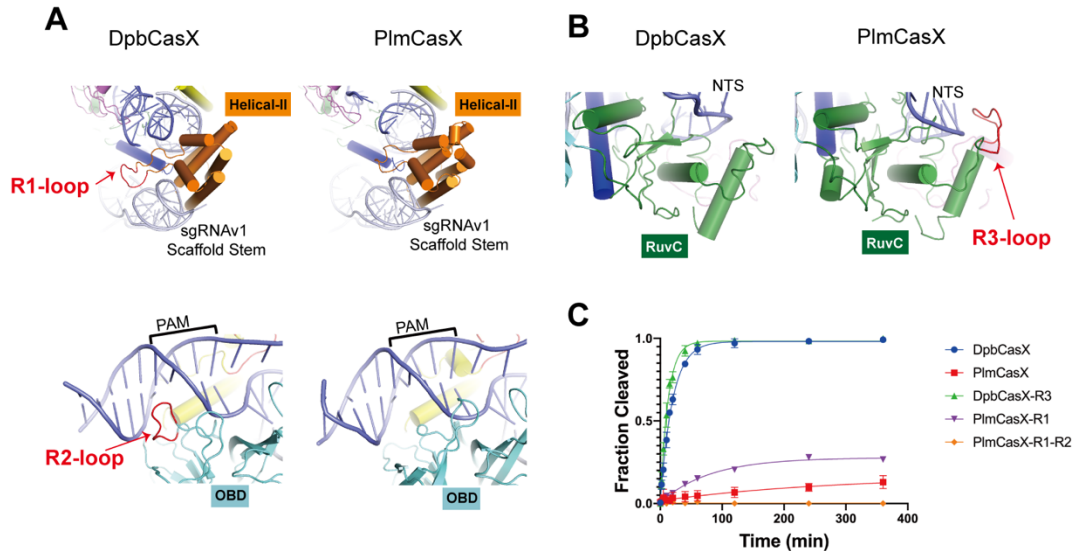 A
DpbCasX
PlmCasX
Helical-II
Helical-II
R1-loop
sgRNAv1
Scaffold Stem
sgRNAv1
Scaffold Stem
PAM
PAM
R2-loop
OBD
OBD
B
DpbCasX
PlmCasX
NTS
NTS
RuvC
RuvC
R3-loop
C
Fraction Cleaved
1.0
0.5
0.0
0
100
200
300
400
Time (min)
DpbCasX
PlmCasX
DpbCasX-R3
PlmCasX-R1
PlmCasX-R1-R2